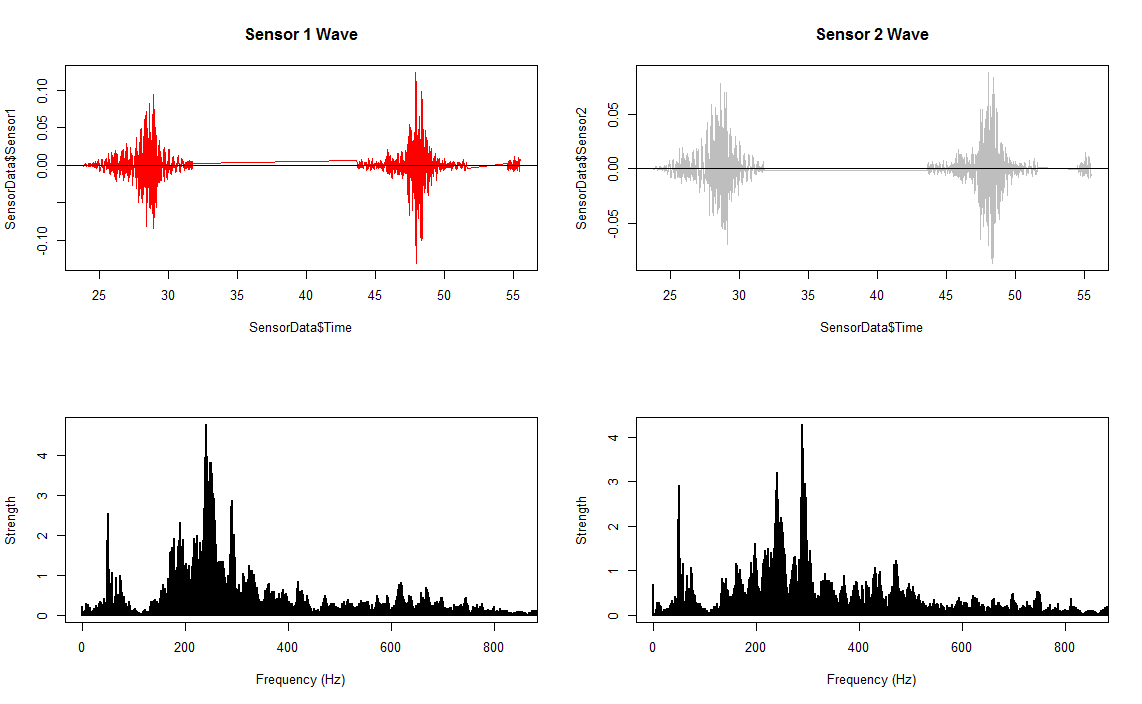 Sensor 1 Wave
SensorData$Sensor1
0.10
0.05
0.00
-0.10
25 30 35 40 45 50 55
SensorData$Time
Sensor 2 Wave
SensorData$Sensor2
0.05
0.00
-0.05
25 30 35 40 45 50 55
SensorData$Time
Strength
4
3
2
1
0
0 200 400 600 800
Frequency (Hz)
Strength
4
3
2
1
0
0 200 400 600 800
Frequency (Hz)